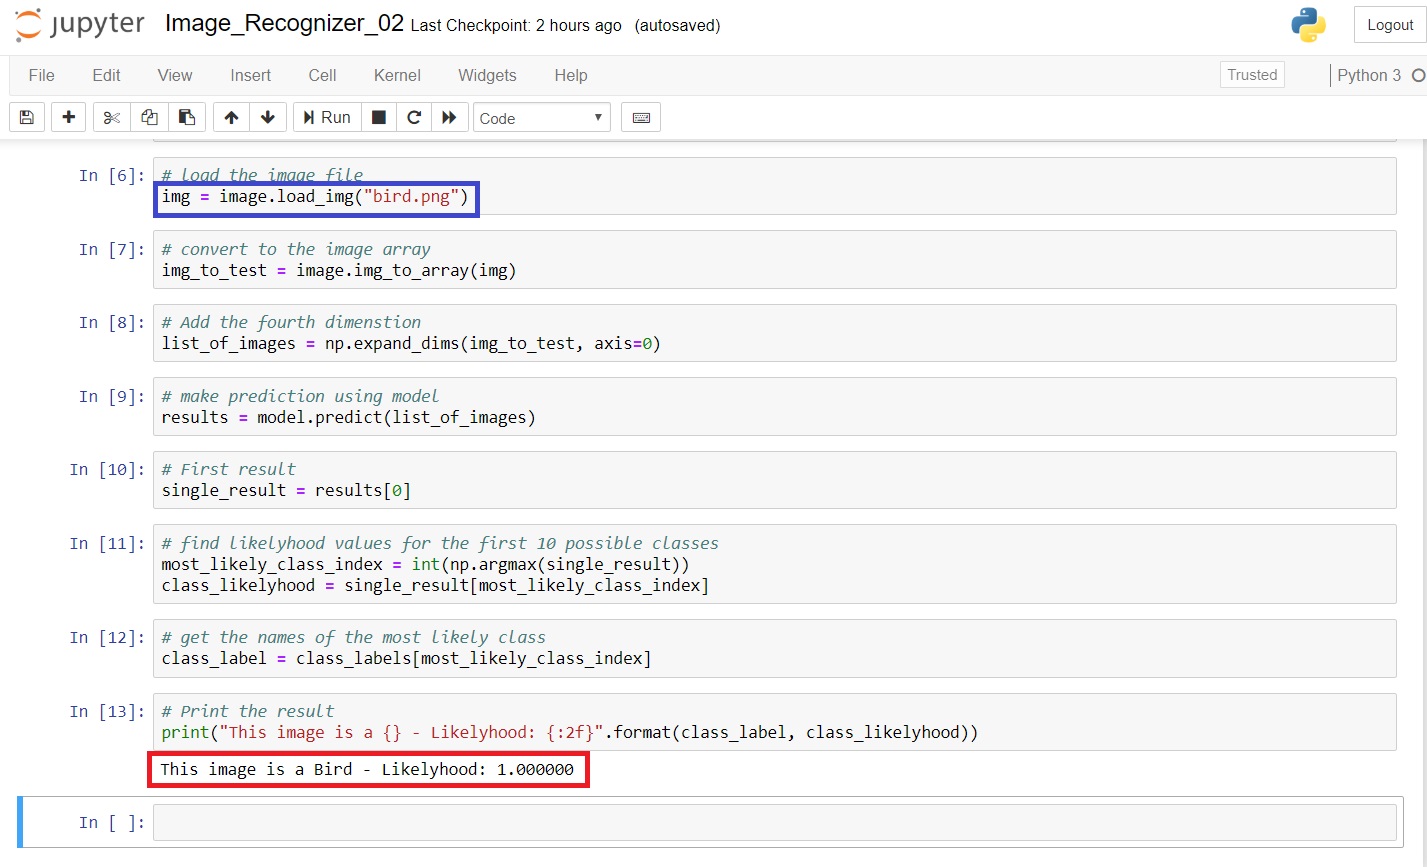 jupyter Image_Recognizer_02 Last Checkpoint: 2 hours ago (autosaved)
Logout
File Edit View Insert Cell Kernel Widgets Help
Trusted
Python 3
Run
Code
In [6]: # load the image file
img = image.load_img("bird.png")
In [7]: # convert to the image array
img_to_test = image.img_to_array(img)
In [8]: # Add the fourth dimenstion
list_of_images = np.expand_dims(img_to_test, axis=0)
In [9]: # make prediction using model
results = model.predict(list_of_images)
In [10]: # First result
single_result = results[0]
In [11]: # find likelyhood values for the first 10 possible classes
most_likely_class_index = int(np.argmax(single_result))
class_likelyhood = single_result[most_likely_class_index]
In [12]: # get the names of the most likely class
class_label = class_labels[most_likely_class_index]
In [13]: # Print the result
print("This image is a {} - Likelyhood: {:2f}".format(class_label, class_likelyhood))
This image is a Bird - Likelyhood: 1.000000
In [ ]: